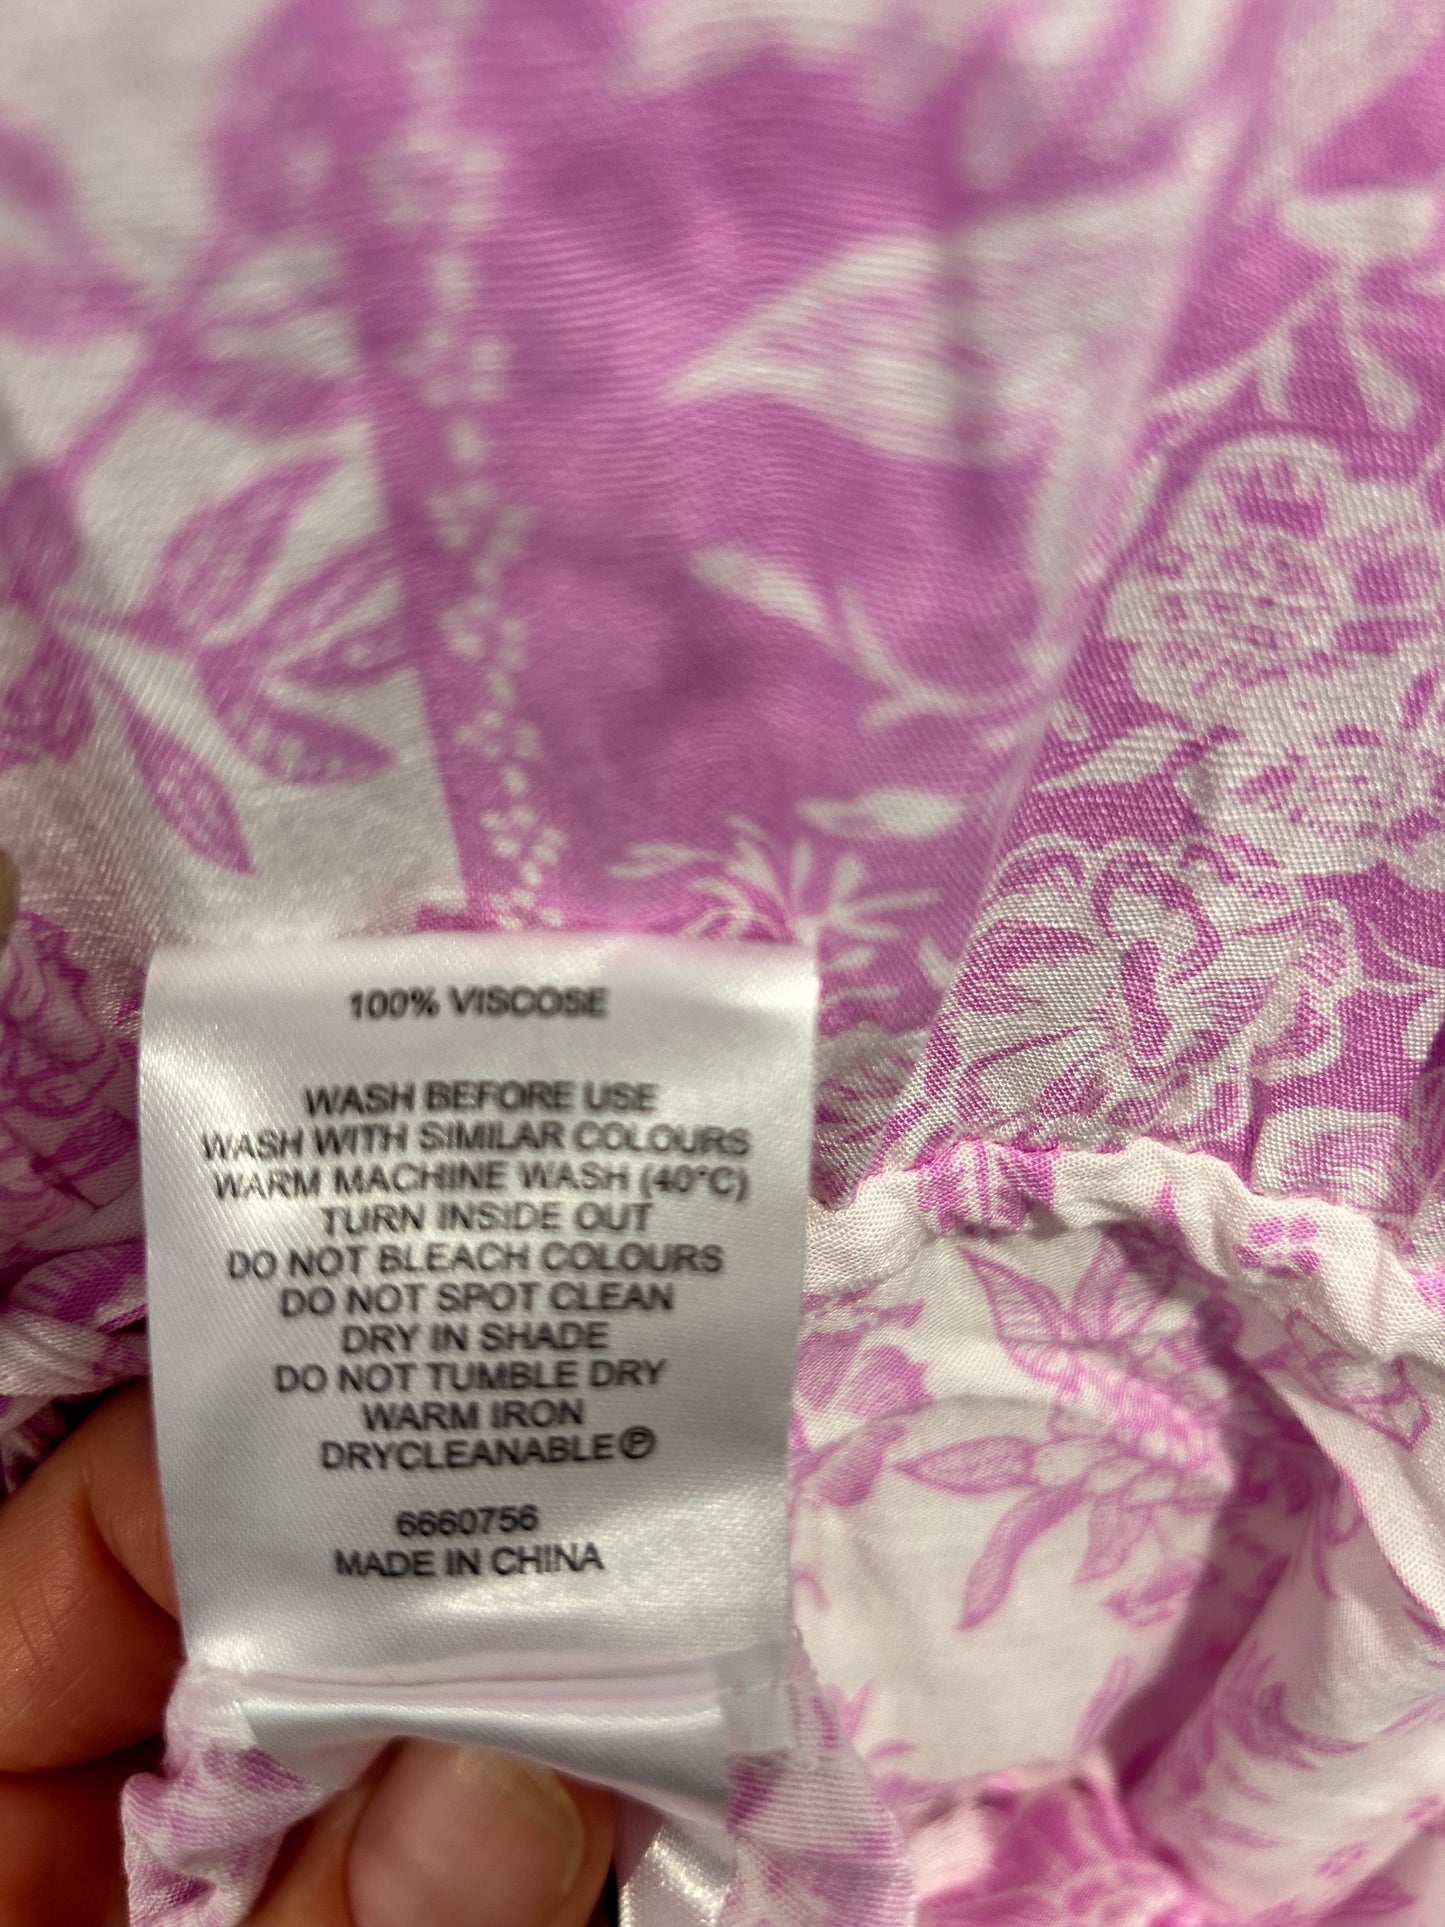 100% VISCOSE
WASH BEFORE USE
WASH WITH SIMILAR COLOURS
WARM MACHINE WASH (40°C)
TURN INSIDE OUT
DO NOT BLEACH COLOURS
DO NOT SPOT CLEAN
DRY IN SHADE
DO NOT TUMBLE DRY
WARM IRON
DRYCLEANABLE Ⓟ
6660756
MADE IN CHINA